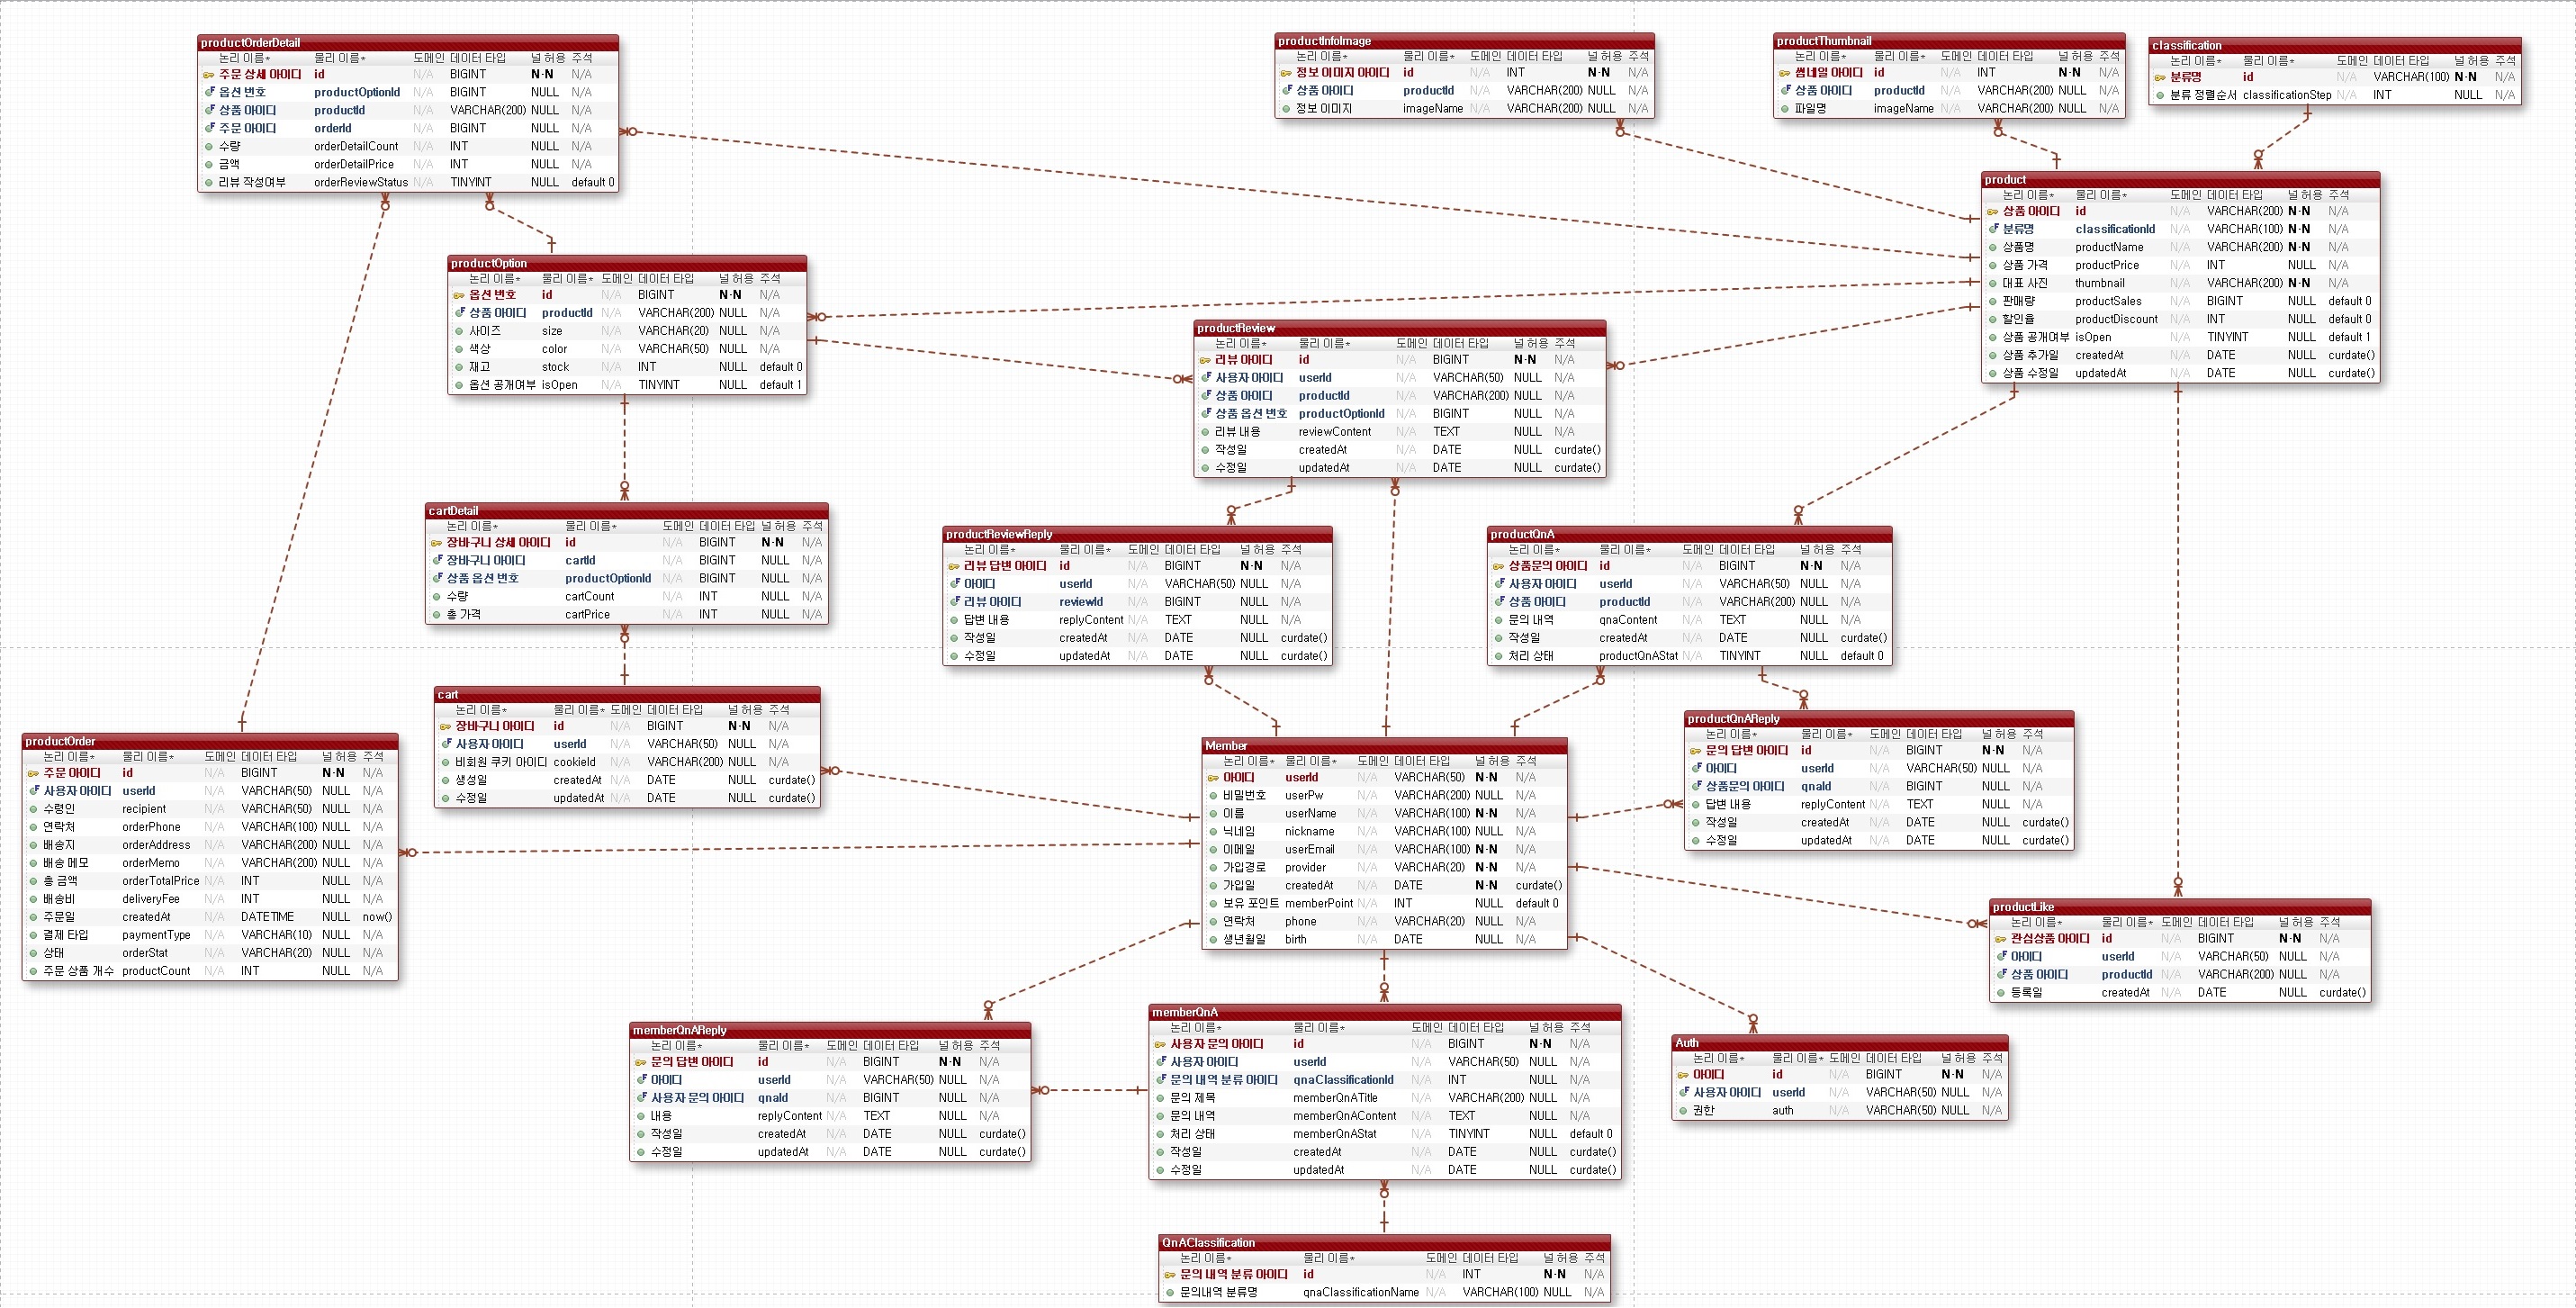 productOrderDetail
논리 이름* 물리 이름* 도메인 데이터 타입 널 허용 주석
주문 상세 아이디 id N/A BIGINT N·N N/A
옵션 번호 productOptionId N/A BIGINT NULL N/A
상품 아이디 productId N/A VARCHAR(200) NULL N/A
주문 아이디 orderId N/A BIGINT NULL N/A
수량 orderDetailCount N/A INT NULL N/A
금액 orderDetailPrice N/A INT NULL N/A
리뷰 작성여부 orderReviewStatus N/A TINYINT NULL default 0
productInfoImage
논리 이름* 물리 이름* 도메인 데이터 타입 널 허용 주석
정보 이미지 아이디 id N/A INT N·N N/A
상품 아이디 productId N/A VARCHAR(200) NULL N/A
정보 이미지 imageName N/A VARCHAR(200) NULL N/A
productThumbnail
논리 이름* 물리 이름* 도메인 데이터 타입 널 허용 주석
썸네일 아이디 id N/A INT N·N N/A
상품 아이디 productId N/A VARCHAR(200) NULL N/A
파일명 imageName N/A VARCHAR(200) NULL N/A
classification
논리 이름* 물리 이름* 도메인 데이터 타입 널 허용 주석
분류명 id N/A VARCHAR(100) N·N N/A
분류 정렬순서 classificationStep N/A INT NULL N/A
product
논리 이름* 물리 이름* 도메인 데이터 타입 널 허용 주석
상품 아이디 id N/A VARCHAR(200) N·N N/A
분류명 classificationId N/A VARCHAR(100) N·N N/A
상품명 productName N/A VARCHAR(200) N·N N/A
상품 가격 productPrice N/A INT NULL N/A
대표 사진 thumbnail N/A VARCHAR(200) N·N N/A
판매량 productSales N/A BIGINT NULL default 0
할인율 productDiscount N/A INT NULL default 0
상품 공개여부 isOpen N/A TINYINT NULL default 1
상품 추가일 createdAt N/A DATE NULL curdate()
상품 수정일 updatedAt N/A DATE NULL curdate()
productOption
논리 이름* 물리 이름* 도메인 데이터 타입 널 허용 주석
옵션 번호 id N/A BIGINT N·N N/A
상품 아이디 productId N/A VARCHAR(200) NULL N/A
사이즈 size N/A VARCHAR(20) NULL N/A
색상 color N/A VARCHAR(50) NULL N/A
재고 stock N/A INT NULL default 0
옵션 공개여부 isOpen N/A TINYINT NULL default 1
productReview
논리 이름* 물리 이름* 도메인 데이터 타입 널 허용 주석
리뷰 아이디 id N/A BIGINT N·N N/A
사용자 아이디 userId N/A VARCHAR(50) NULL N/A
상품 아이디 productId N/A VARCHAR(200) NULL N/A
상품 옵션 번호 productOptionId N/A BIGINT NULL N/A
리뷰 내용 reviewContent N/A TEXT NULL N/A
작성일 createdAt N/A DATE NULL curdate()
수정일 updatedAt N/A DATE NULL curdate()
cartDetail
논리 이름* 물리 이름* 도메인 데이터 타입 널 허용 주석
장바구니 상세 아이디 id N/A BIGINT N·N N/A
장바구니 아이디 cartId N/A BIGINT NULL N/A
상품 옵션 번호 productOptionId N/A BIGINT NULL N/A
수량 cartCount N/A INT NULL N/A
총 가격 cartPrice N/A INT NULL N/A
productReviewReply
논리 이름* 물리 이름* 도메인 데이터 타입 널 허용 주석
리뷰 답변 아이디 id N/A BIGINT N·N N/A
아이디 userId N/A VARCHAR(50) NULL N/A
리뷰 아이디 reviewId N/A BIGINT NULL N/A
답변 내용 replyContent N/A TEXT NULL N/A
작성일 createdAt N/A DATE NULL curdate()
수정일 updatedAt N/A DATE NULL curdate()
productQnA
논리 이름* 물리 이름* 도메인 데이터 타입 널 허용 주석
상품문의 아이디 id N/A BIGINT N·N N/A
사용자 아이디 userId N/A VARCHAR(50) NULL N/A
상품 아이디 productId N/A VARCHAR(200) NULL N/A
문의 내역 qnaContent N/A TEXT NULL N/A
작성일 createdAt N/A DATE NULL curdate()
처리 상태 productQnAStat N/A TINYINT NULL default 0
cart
논리 이름* 물리 이름* 도메인 데이터 타입 널 허용 주석
장바구니 아이디 id N/A BIGINT N·N N/A
사용자 아이디 userId N/A VARCHAR(50) NULL N/A
비회원 쿠키 아이디 cookieId N/A VARCHAR(200) NULL N/A
생성일 createdAt N/A DATE NULL curdate()
수정일 updatedAt N/A DATE NULL curdate()
productOrder
논리 이름* 물리 이름* 도메인 데이터 타입 널 허용 주석
주문 아이디 id N/A BIGINT N·N N/A
사용자 아이디 userId N/A VARCHAR(50) NULL N/A
수령인 recipient N/A VARCHAR(50) NULL N/A
연락처 orderPhone N/A VARCHAR(100) NULL N/A
배송지 orderAddress N/A VARCHAR(200) NULL N/A
배송 메모 orderMemo N/A VARCHAR(200) NULL N/A
총 금액 orderTotalPrice N/A INT NULL N/A
배송비 deliveryFee N/A INT NULL N/A
주문일 createdAt N/A DATETIME NULL now()
결제 타입 paymentType N/A VARCHAR(10) NULL N/A
상태 orderStat N/A VARCHAR(20) NULL N/A
주문 상품 개수 productCount N/A INT NULL N/A
Member
논리 이름* 물리 이름* 도메인 데이터 타입 널 허용 주석
아이디 userId N/A VARCHAR(50) N·N N/A
비밀번호 userPw N/A VARCHAR(200) NULL N/A
이름 userName N/A VARCHAR(100) N·N N/A
닉네임 nickname N/A VARCHAR(100) NULL N/A
이메일 userEmail N/A VARCHAR(100) N·N N/A
가입경로 provider N/A VARCHAR(20) N·N N/A
가입일 createdAt N/A DATE N·N curdate()
보유 포인트 memberPoint N/A INT NULL default 0
연락처 phone N/A VARCHAR(20) NULL N/A
생년월일 birth N/A DATE NULL N/A
productQnAReply
논리 이름* 물리 이름* 도메인 데이터 타입 널 허용 주석
문의 답변 아이디 id N/A BIGINT N·N N/A
아이디 userId N/A VARCHAR(50) NULL N/A
상품문의 아이디 qnaId N/A BIGINT NULL N/A
답변 내용 replyContent N/A TEXT NULL N/A
작성일 createdAt N/A DATE NULL curdate()
수정일 updatedAt N/A DATE NULL curdate()
productLike
논리 이름* 물리 이름* 도메인 데이터 타입 널 허용 주석
관심상품 아이디 id N/A BIGINT N·N N/A
아이디 userId N/A VARCHAR(50) NULL N/A
상품 아이디 productId N/A VARCHAR(200) NULL N/A
등록일 createdAt N/A DATE NULL curdate()
memberQnAReply
논리 이름* 물리 이름* 도메인 데이터 타입 널 허용 주석
문의 답변 아이디 id N/A BIGINT N·N N/A
아이디 userId N/A VARCHAR(50) NULL N/A
사용자 문의 아이디 qnaId N/A BIGINT NULL N/A
내용 replyContent N/A TEXT NULL N/A
작성일 createdAt N/A DATE NULL curdate()
수정일 updatedAt N/A DATE NULL curdate()
memberQnA
논리 이름* 물리 이름* 도메인 데이터 타입 널 허용 주석
사용자 문의 아이디 id N/A BIGINT N·N N/A
사용자 아이디 userId N/A VARCHAR(50) NULL N/A
문의 내역 분류 아이디 qnaClassificationId N/A INT NULL N/A
문의 제목 memberQnATitle N/A VARCHAR(200) NULL N/A
문의 내역 memberQnAContent N/A TEXT NULL N/A
처리 상태 memberQnAStat N/A TINYINT NULL default 0
작성일 createdAt N/A DATE NULL curdate()
수정일 updatedAt N/A DATE NULL curdate()
Auth
논리 이름* 물리 이름* 도메인 데이터 타입 널 허용 주석
아이디 id N/A BIGINT N·N N/A
사용자 아이디 userId N/A VARCHAR(50) NULL N/A
권한 auth N/A VARCHAR(50) NULL N/A
QnAClassification
논리 이름* 물리 이름* 도메인 데이터 타입 널 허용 주석
문의 내역 분류 아이디 id N/A INT N·N N/A
문의내역 분류명 qnaClassificationName N/A VARCHAR(100) NULL N/A